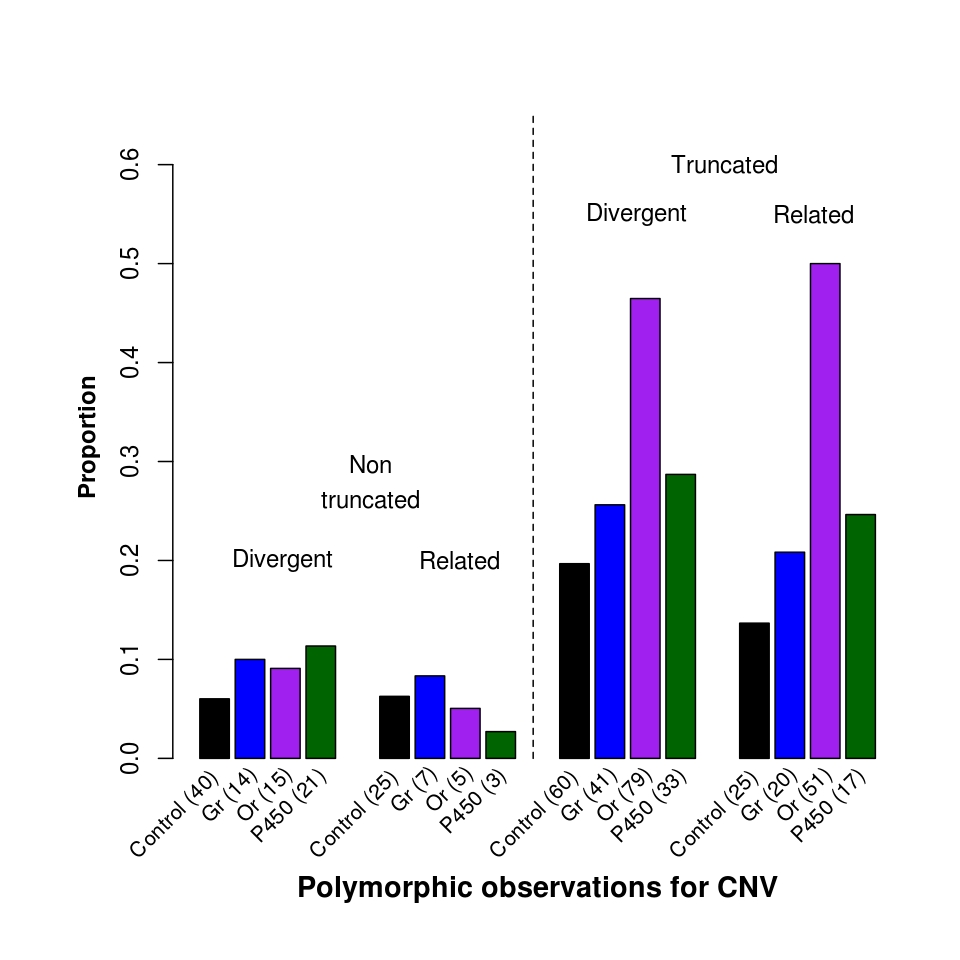 Proportion
0.6
0.5
0.4
0.3
0.2
0.1
0.0
Non
truncated
Divergent
Related
Truncated
Divergent
Related
Control (40)
Gr (14)
Or (15)
P450 (21)
Control (25)
Gr (7)
Or (5)
P450 (3)
Control (60)
Gr (41)
Or (79)
P450 (33)
Control (25)
Gr (20)
Or (51)
P450 (17)
Polymorphic observations for CNV